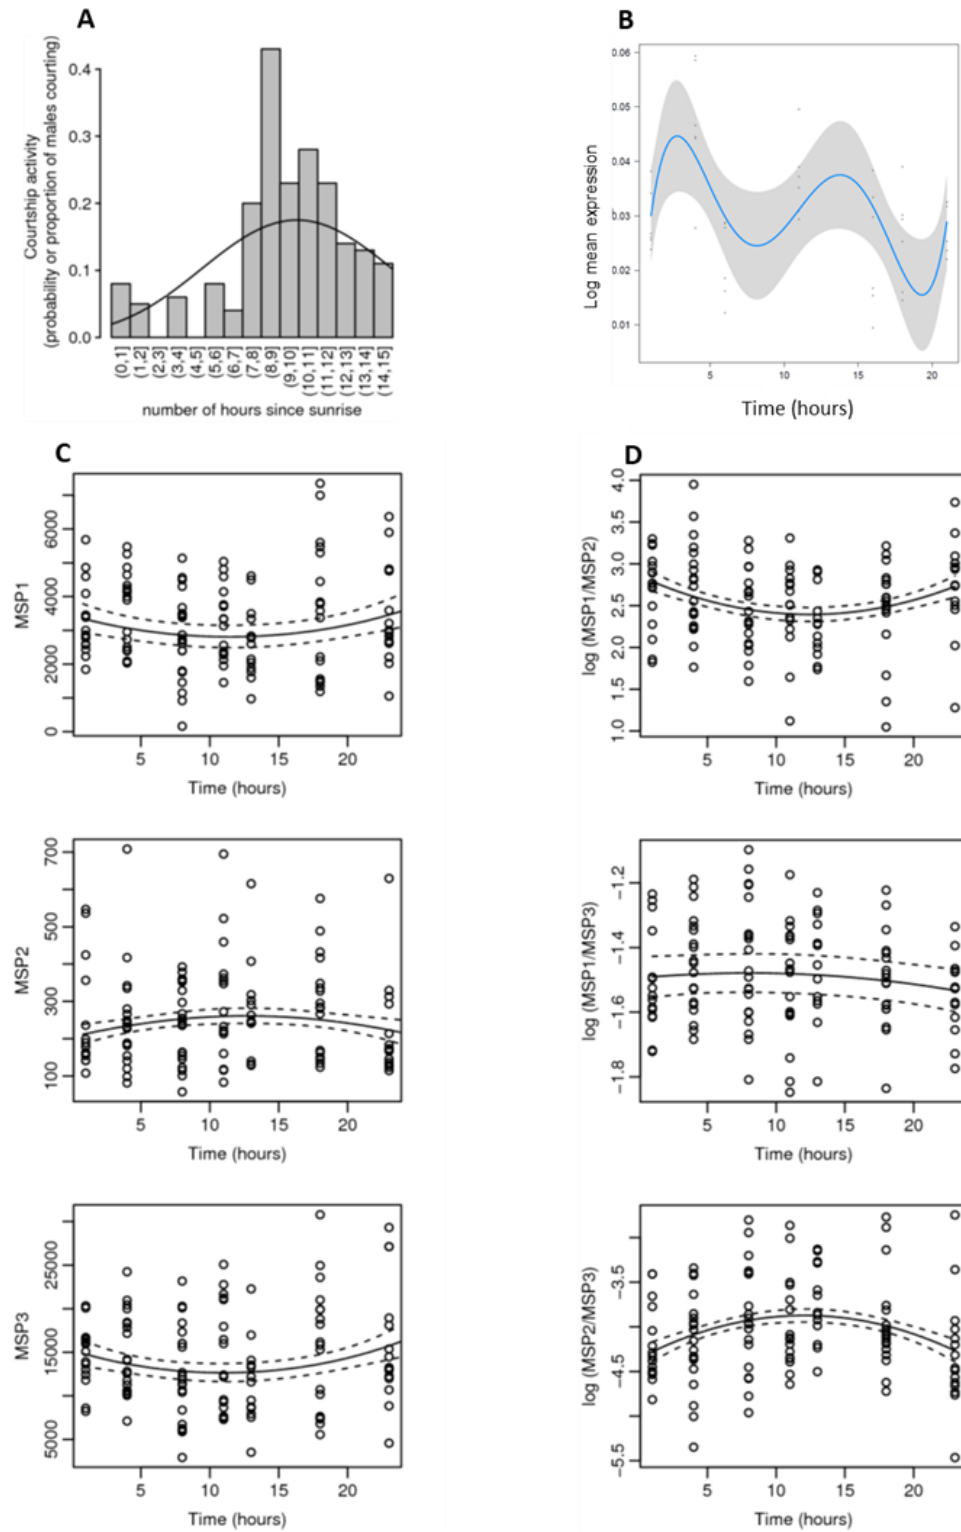 A
Courtship activity
(probability or proportion of males courting)
0.4
0.3
0.2
0.1
0.0
(0,1]
(1,2]
(2,3]
(3,4]
(4,5]
(5,6]
(6,7]
(7,8]
(8,9]
(9,10]
(10,11]
(11,12]
(12,13]
(13,14]
(14,15]
number of hours since sunrise
B
Log mean expression
0.06
0.05
0.04
0.03
0.02
0.01
5 10 15 20
Time (hours)
C
MSP1
6000
4000
2000
0
5 10 15 20
Time (hours)
D
log (MSP1/MSP2)
4.0
3.5
3.0
2.5
2.0
1.5
1.0
5 10 15 20
Time (hours)
MSP2
700
500
300
100
5 10 15 20
Time (hours)
log (MSP1/MSP3)
−1.2
−1.4
−1.6
−1.8
5 10 15 20
Time (hours)
MSP3
25000
15000
5000
5 10 15 20
Time (hours)
log (MSP2/MSP3)
−3.5
−4.5
−5.5
5 10 15 20
Time (hours)